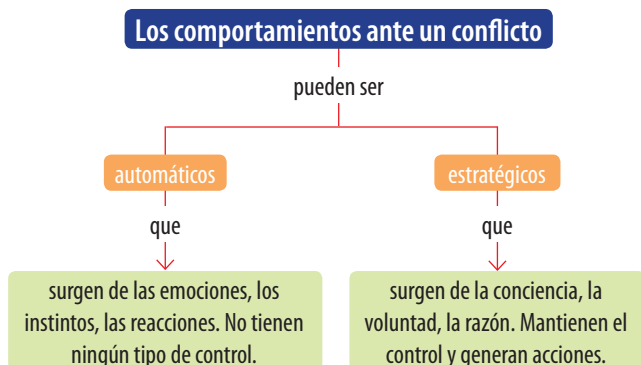 Los comportamientos ante un conflicto
pueden ser
automáticos
estratégicos
que
que
surgen de las emociones, los
instintos, las reacciones. No tienen
ningún tipo de control.
surgen de la conciencia, la
voluntad, la razón. Mantienen el
control y generan acciones.